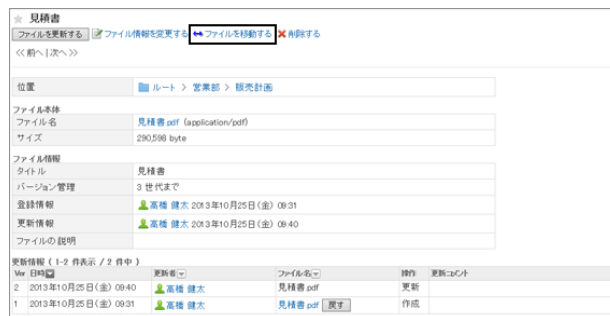 見積書
ファイルを更新する ファイル情報を変更する ファイルを移動する 削除する
<< 前へ | 次へ >>
位置 ルート > 営業部 > 販売計画
ファイル本体
ファイル名 見積書.pdf (application/pdf)
サイズ 290,598 byte
ファイル情報
タイトル 見積書
バージョン管理 3 世代まで
登録情報 高橋 健太 2013年10月25日(金) 09:31
更新情報 高橋 健太 2013年10月25日(金) 09:40
ファイルの説明
更新情報 ( 1-2 件表示 / 2 件中 )
Ver 日時 更新者 ファイル名 操作 更新コメント
2 2013年10月25日(金) 09:40 高橋 健太 見積書.pdf 更新
1 2013年10月25日(金) 09:31 高橋 健太 見積書.pdf 戻す 作成